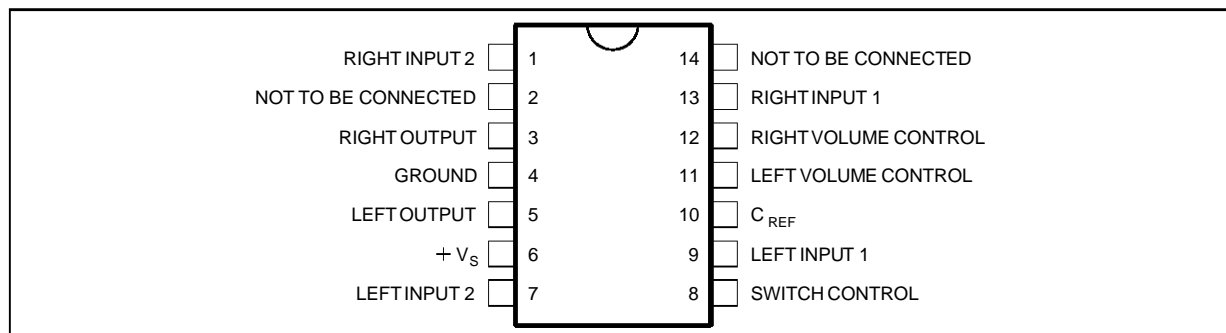 RIGHT INPUT 2 1 14 NOT TO BE CONNECTED
NOT TO BE CONNECTED 2 13 RIGHT INPUT 1
RIGHT OUTPUT 3 12 RIGHT VOLUME CONTROL
GROUND 4 11 LEFT VOLUME CONTROL
LEFT OUTPUT 5 10 C REF
+ VS 6 9 LEFT INPUT 1
LEFT INPUT 2 7 8 SWITCH CONTROL